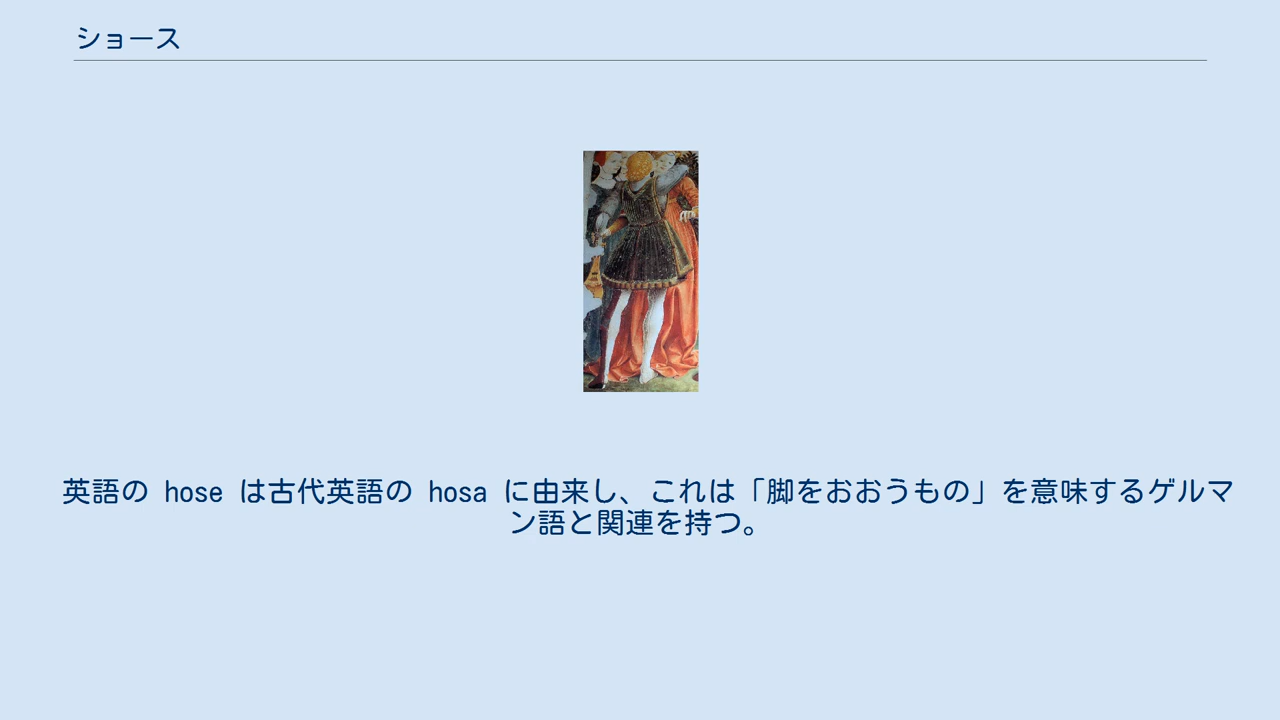 ショース
英語の hose は古代英語の hosa に由来し、これは「脚をおおうもの」を意味するゲルマ
ン語と関連を持つ。